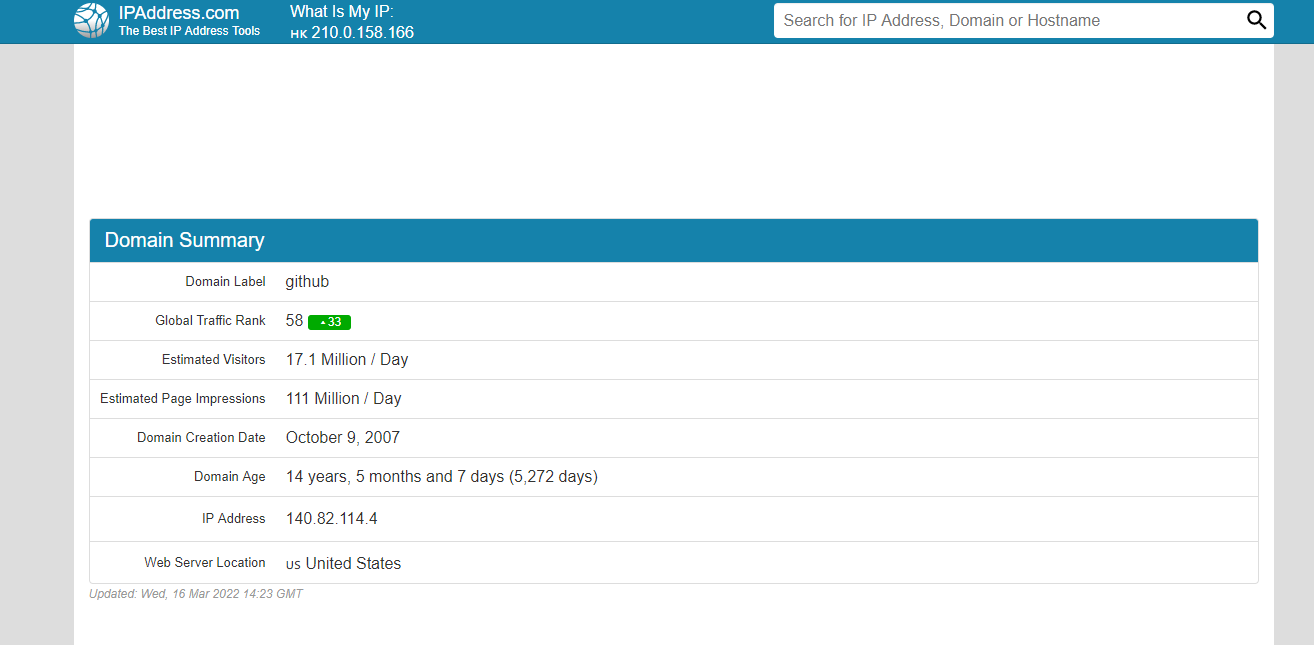 IPAddress.com
The Best IP Address Tools
What Is My IP:
HK 210.0.158.166
Search for IP Address, Domain or Hostname
Domain Summary
Domain Label github
Global Traffic Rank 58 ▲33
Estimated Visitors 17.1 Million / Day
Estimated Page Impressions 111 Million / Day
Domain Creation Date October 9, 2007
Domain Age 14 years, 5 months and 7 days (5,272 days)
IP Address 140.82.114.4
Web Server Location US United States
Updated: Wed, 16 Mar 2022 14:23 GMT